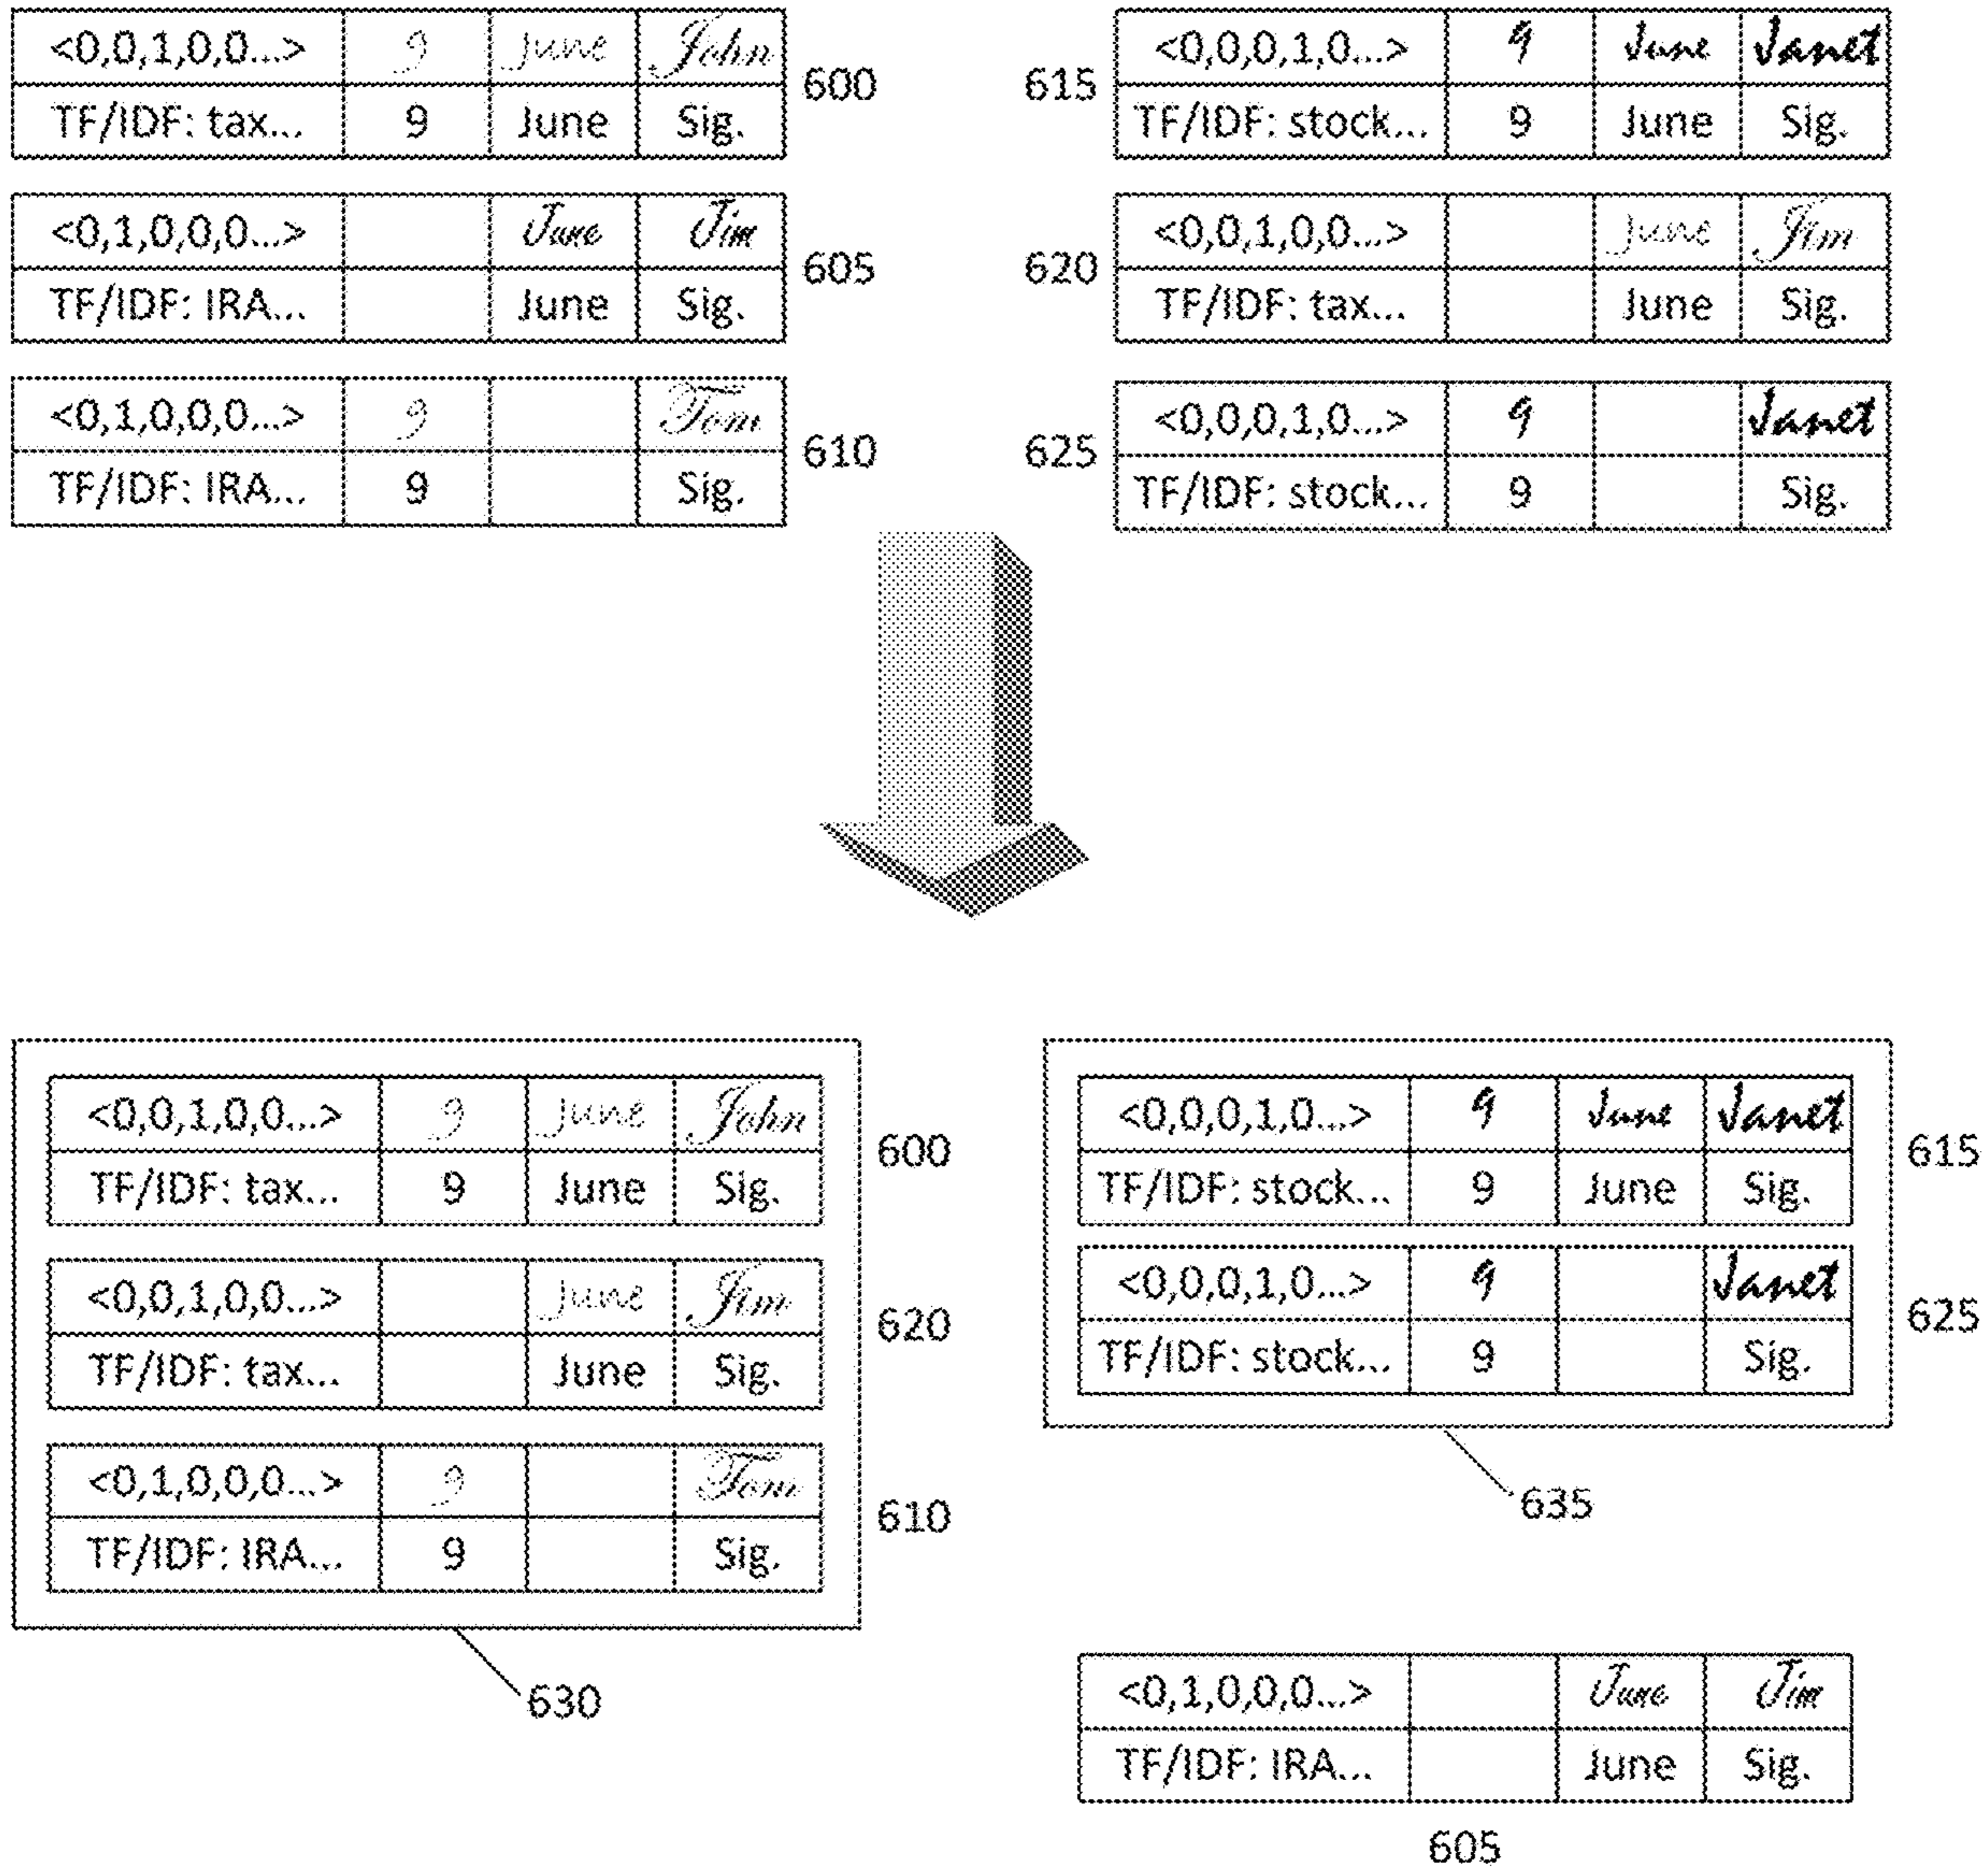 <0,0,1,0,0...> 9 June John
TF/IDF: tax... 9 June Sig.
600
<0,1,0,0,0...> June Jim
TF/IDF: IRA... June Sig.
605
<0,1,0,0,0...> 9 Tom
TF/IDF: IRA... 9 Sig.
610
615
<0,0,0,1,0...> 9 June Janet
TF/IDF: stock... 9 June Sig.
620
<0,0,1,0,0...> June Jim
TF/IDF: tax... June Sig.
625
<0,0,0,1,0...> 9 Janet
TF/IDF: stock... 9 Sig.
<0,0,1,0,0...> 9 June John
TF/IDF: tax... 9 June Sig.
600
<0,0,1,0,0...> June Jim
TF/IDF: tax... June Sig.
620
<0,1,0,0,0...> 9 Tom
TF/IDF: IRA... 9 Sig.
610
630
<0,0,0,1,0...> 9 June Janet
TF/IDF: stock... 9 June Sig.
615
<0,0,0,1,0...> 9 Janet
TF/IDF: stock... 9 Sig.
625
635
<0,1,0,0,0...> June Jim
TF/IDF: IRA... June Sig.
605